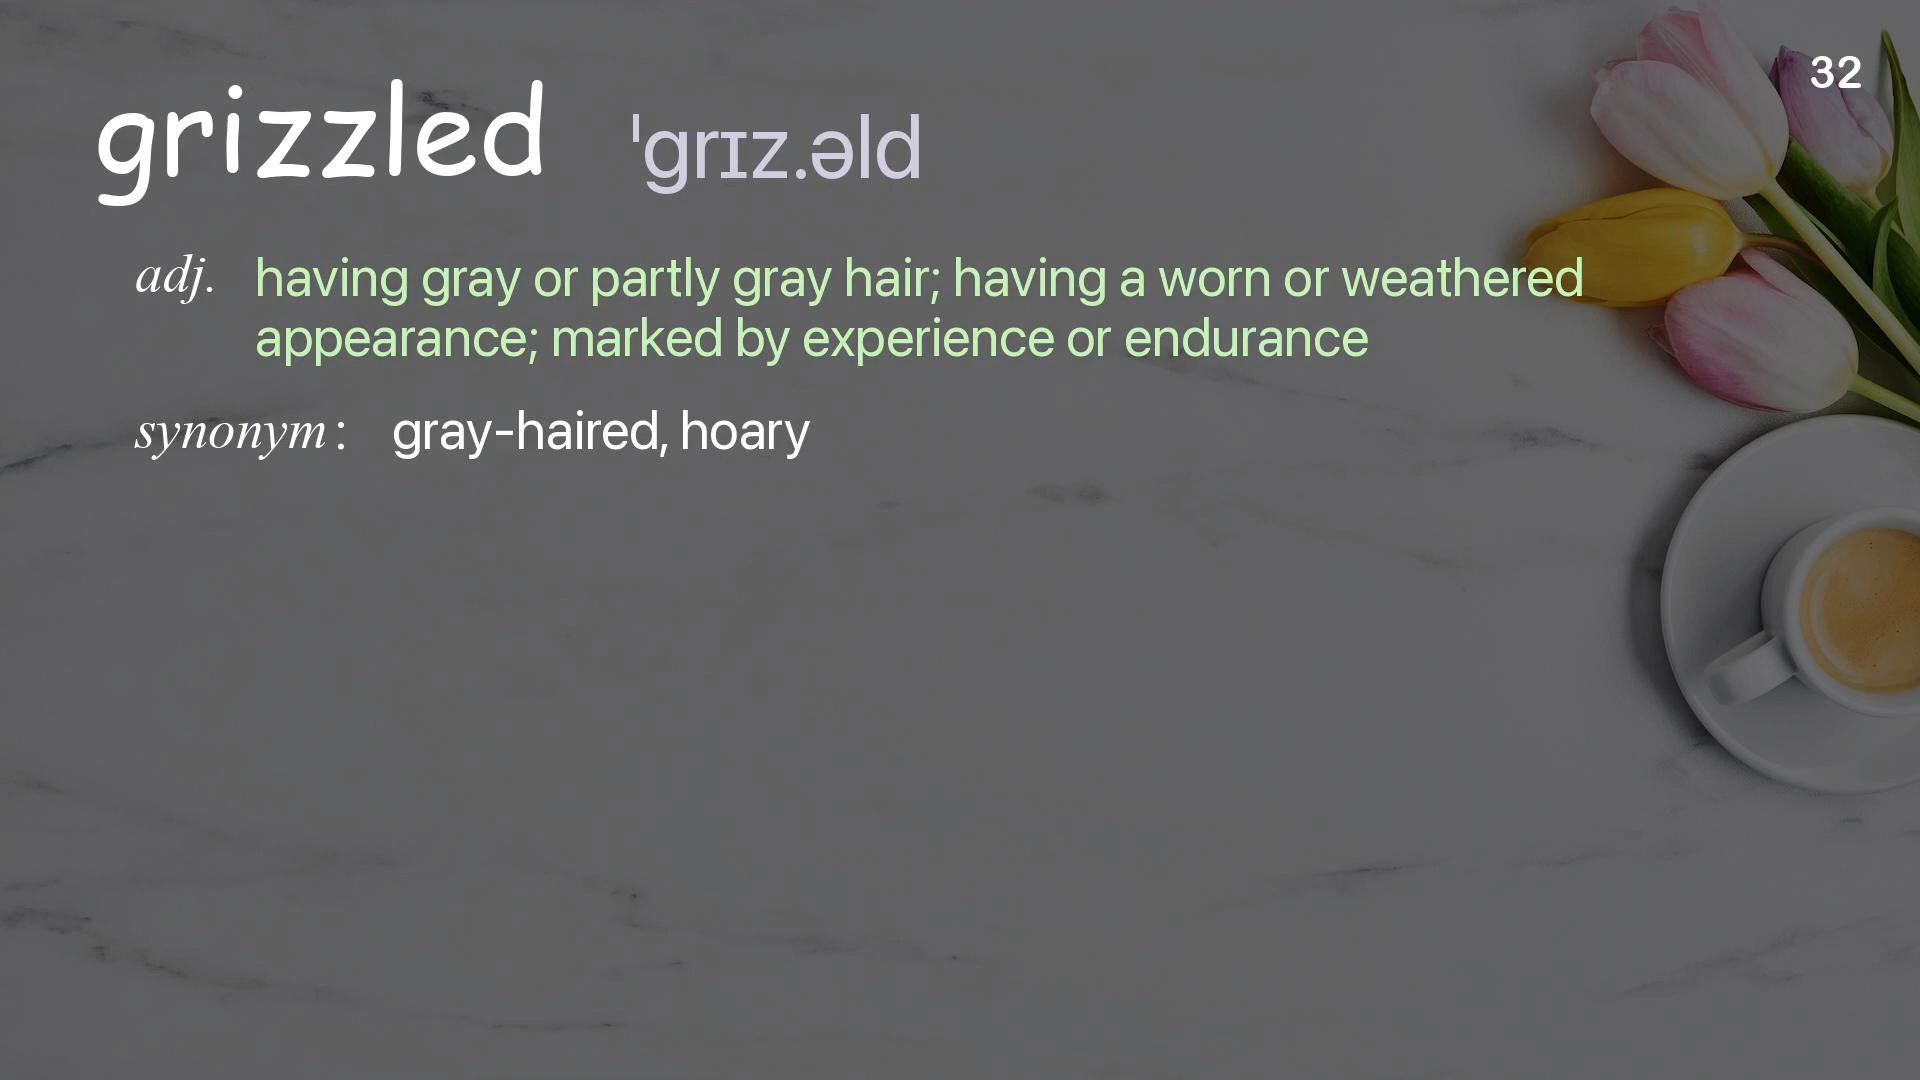 32
grizzled ˈɡrɪz.əld
adj. having gray or partly gray hair; having a worn or weathered
appearance; marked by experience or endurance
synonym: gray-haired, hoary